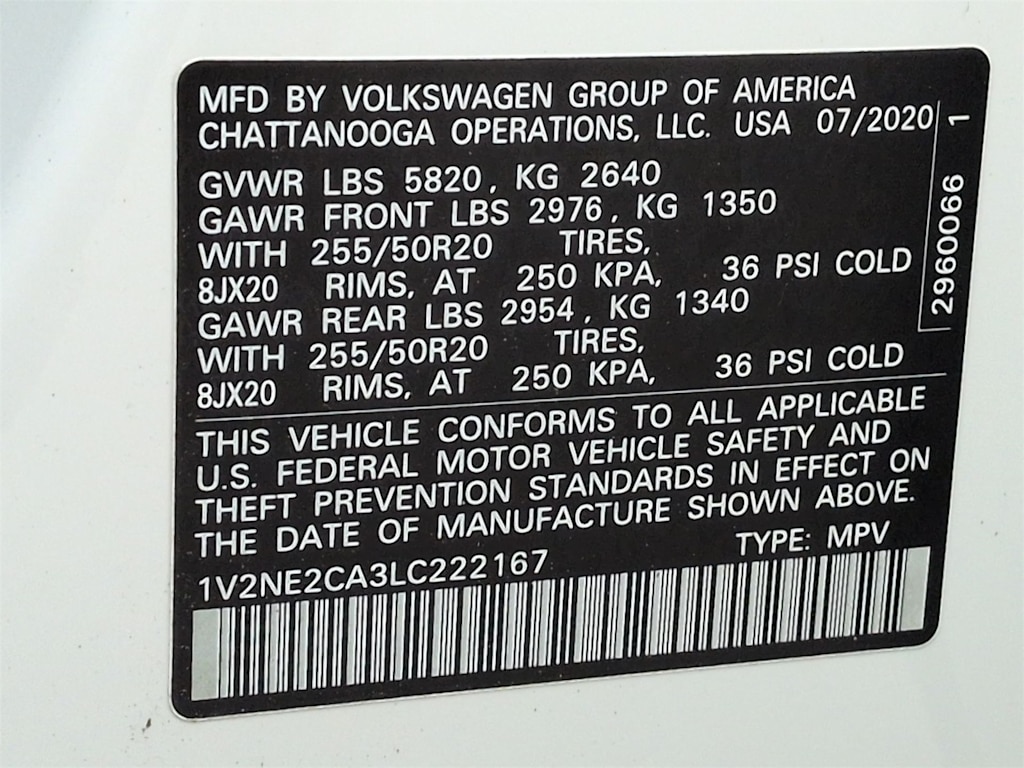 MFD BY VOLKSWAGEN GROUP OF AMERICA
CHATTANOOGA OPERATIONS, LLC. USA 07/2020
GVWR LBS 5820, KG 2640
GAWR FRONT LBS 2976, KG 1350
WITH 255/50R20 TIRES,
8JX20 RIMS, AT 250 KPA, 36 PSI COLD
GAWR REAR LBS 2954, KG 1340
WITH 255/50R20 TIRES,
8JX20 RIMS, AT 250 KPA, 36 PSI COLD
THIS VEHICLE CONFORMS TO ALL APPLICABLE
U.S. FEDERAL MOTOR VEHICLE SAFETY AND
THEFT PREVENTION STANDARDS IN EFFECT ON
THE DATE OF MANUFACTURE SHOWN ABOVE.
1V2NE2CA3LC222167 TYPE: MPV
2960066 1